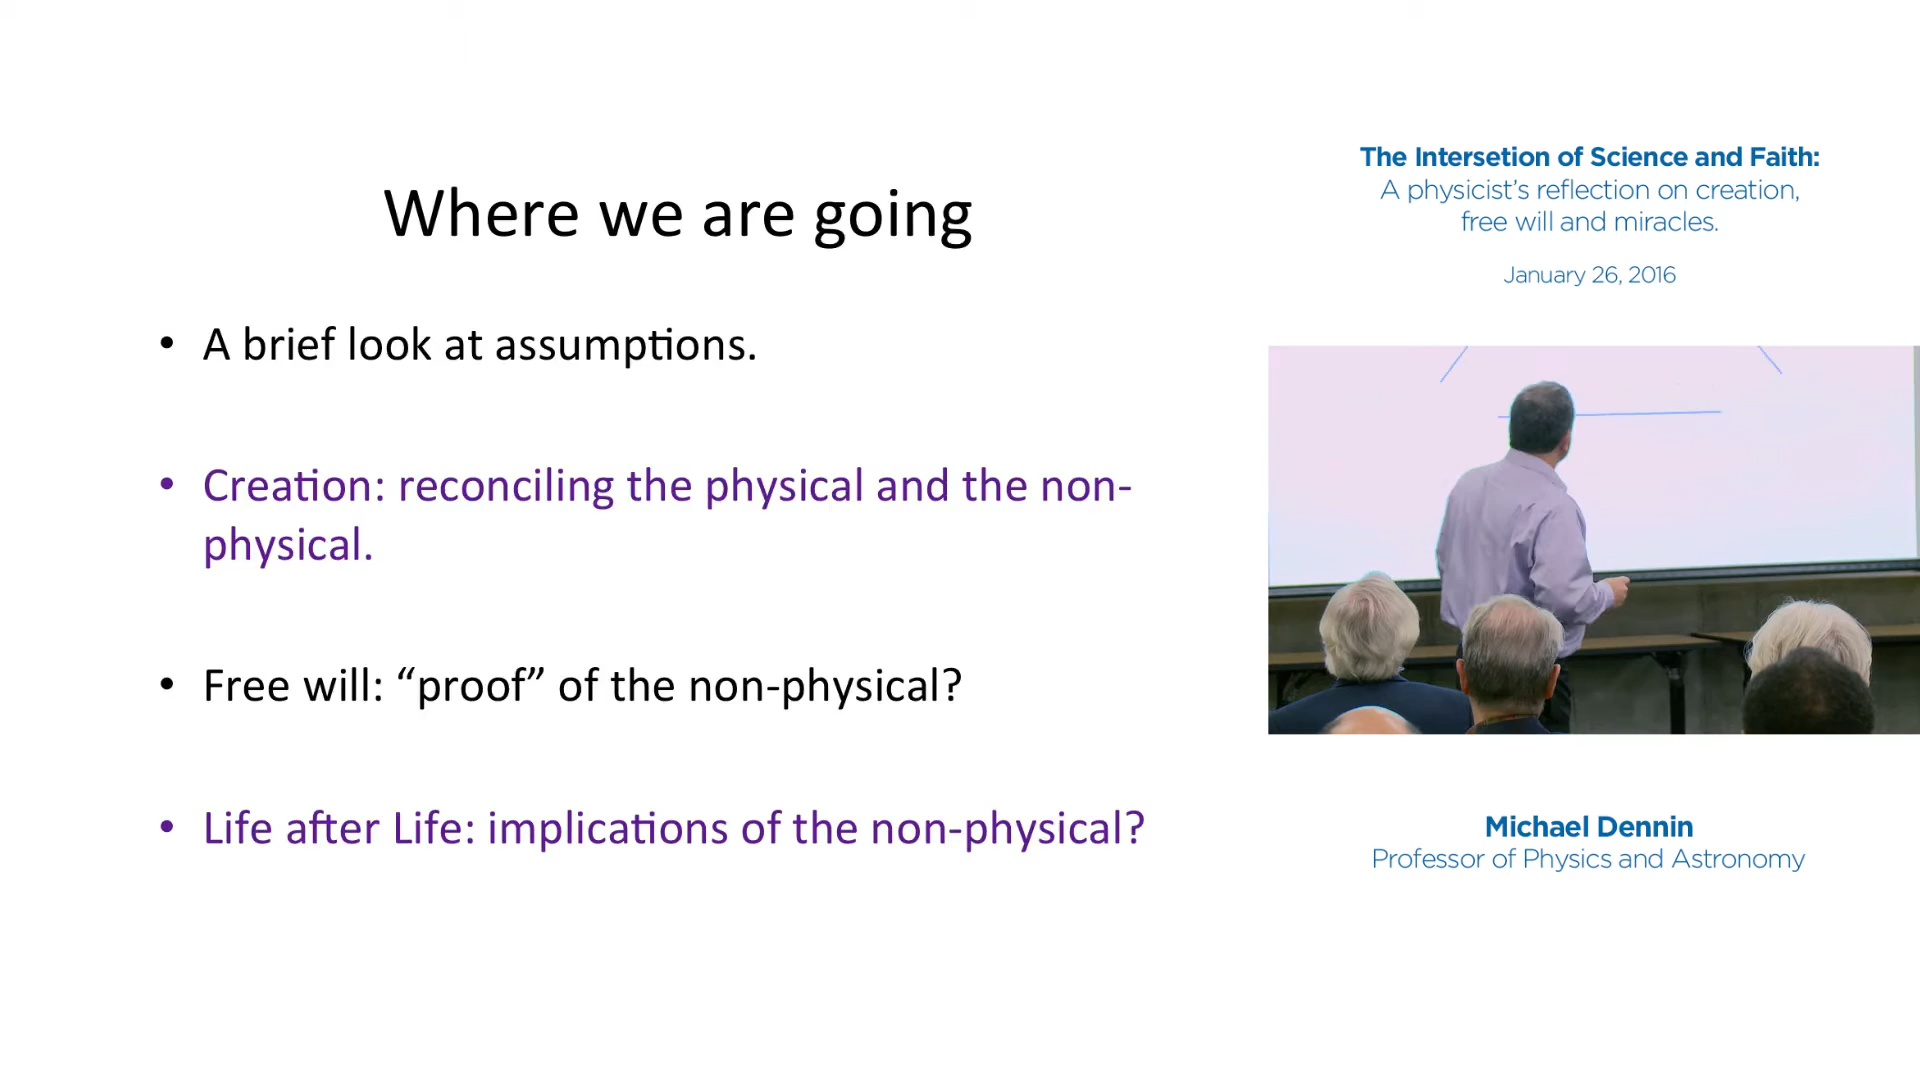 Where we are going
• A brief look at assumptions.
• Creation: reconciling the physical and the non-
physical.
• Free will: “proof” of the non-physical?
• Life after Life: implications of the non-physical?
The Intersetion of Science and Faith:
A physicist’s reflection on creation,
free will and miracles.
January 26, 2016
Michael Dennin
Professor of Physics and Astronomy